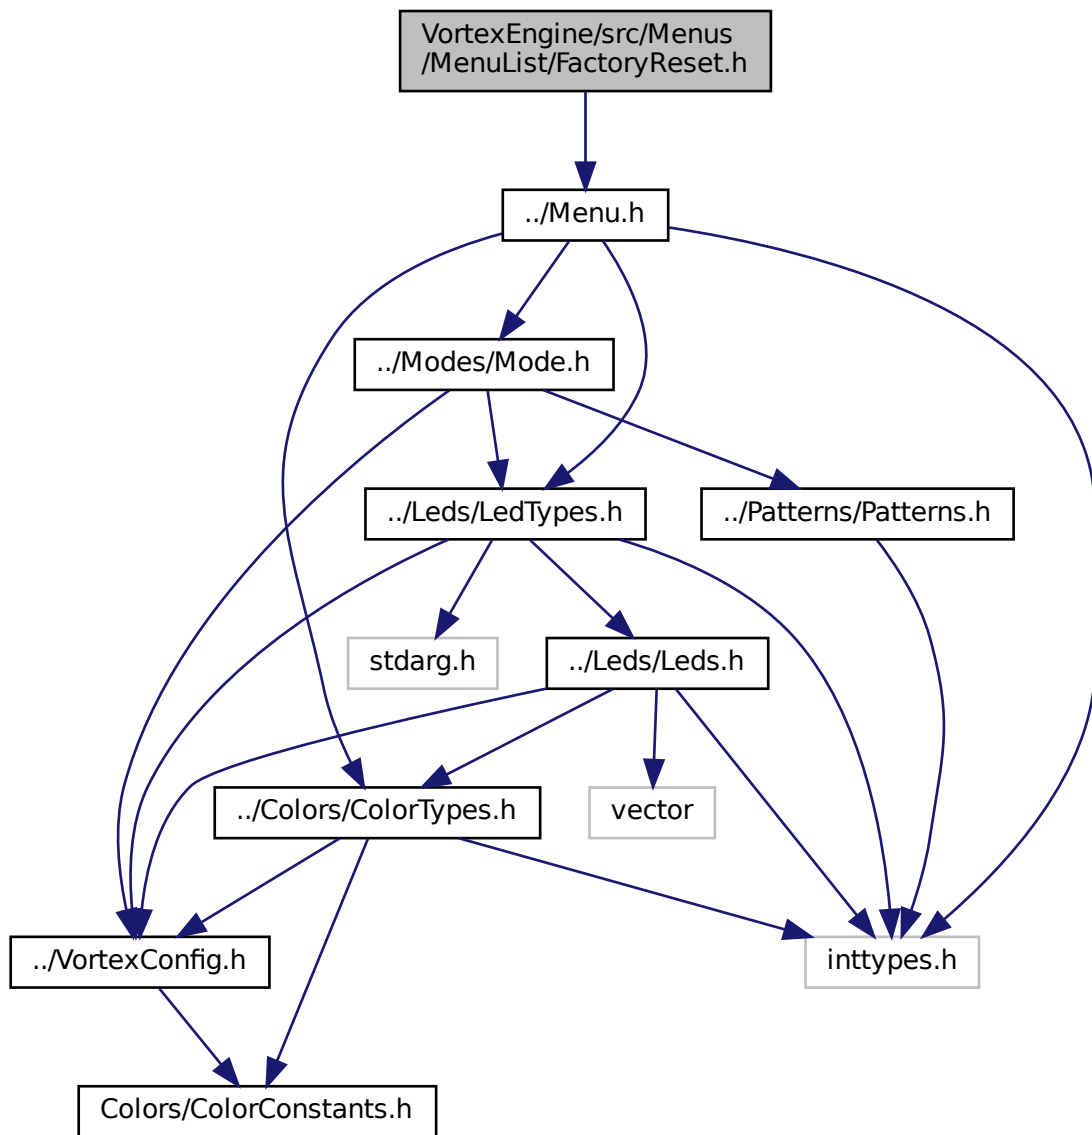 VortexEngine/src/Menus
/MenuList/FactoryReset.h
../Menu.h
../Modes/Mode.h
../Leds/LedTypes.h
../Patterns/Patterns.h
stdarg.h
../Leds/Leds.h
../Colors/ColorTypes.h
vector
../VortexConfig.h
inttypes.h
Colors/ColorConstants.h